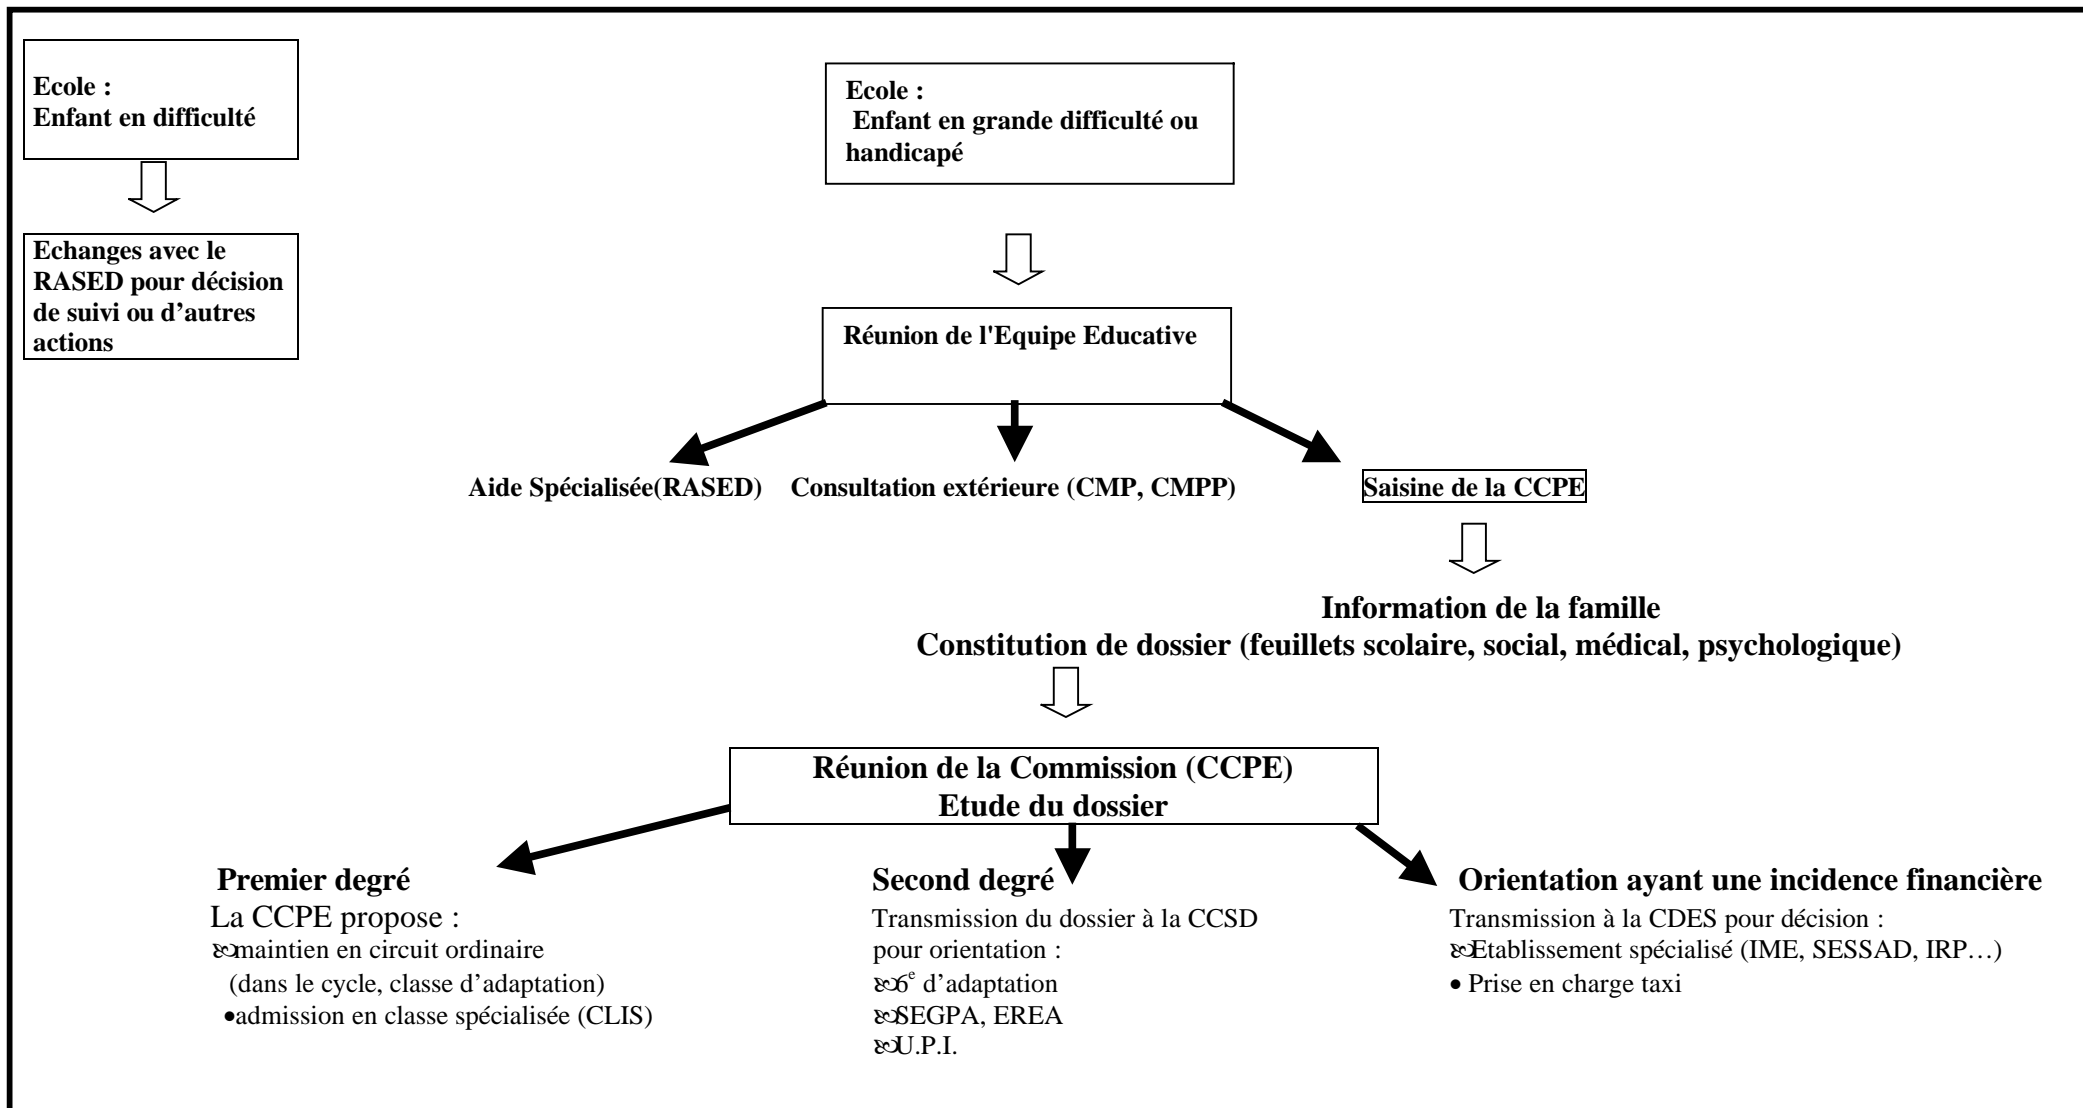 Ecole :
Enfant en difficulté
Echanges avec le
RASED pour décision
de suivi ou d’autres
actions
Ecole :
Enfant en grande difficulté ou
handicapé
Réunion de l'Equipe Educative
Aide Spécialisée(RASED)
Consultation extérieure (CMP, CMPP)
Saisine de la CCPE
Information de la famille
Constitution de dossier (feuillets scolaire, social, médical, psychologique)
Réunion de la Commission (CCPE)
Etude du dossier
Premier degré
La CCPE propose :
maintien en circuit ordinaire
(dans le cycle, classe d’adaptation)
•admission en classe spécialisée (CLIS)
Second degré
Transmission du dossier à la CCSD
pour orientation :
6e d’adaptation
SEGPA, EREA
U.P.I.
Orientation ayant une incidence financière
Transmission à la CDES pour décision :
Etablissement spécialisé (IME, SESSAD, IRP…)
• Prise en charge taxi